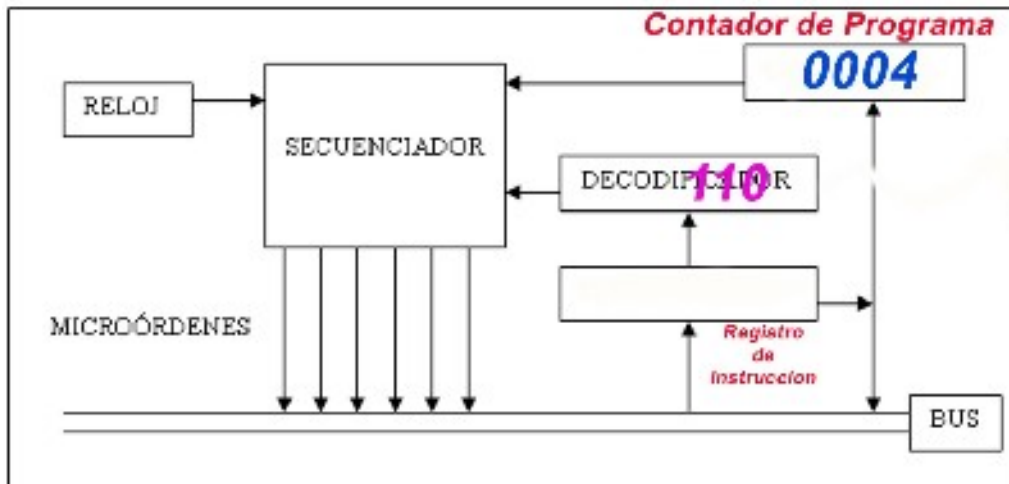 Contador de Programa
0004
RELOJ
SECUENCIADOR
DECODIFICADOR
110
MICROÓRDENES
Registro
de
Instruccion
BUS